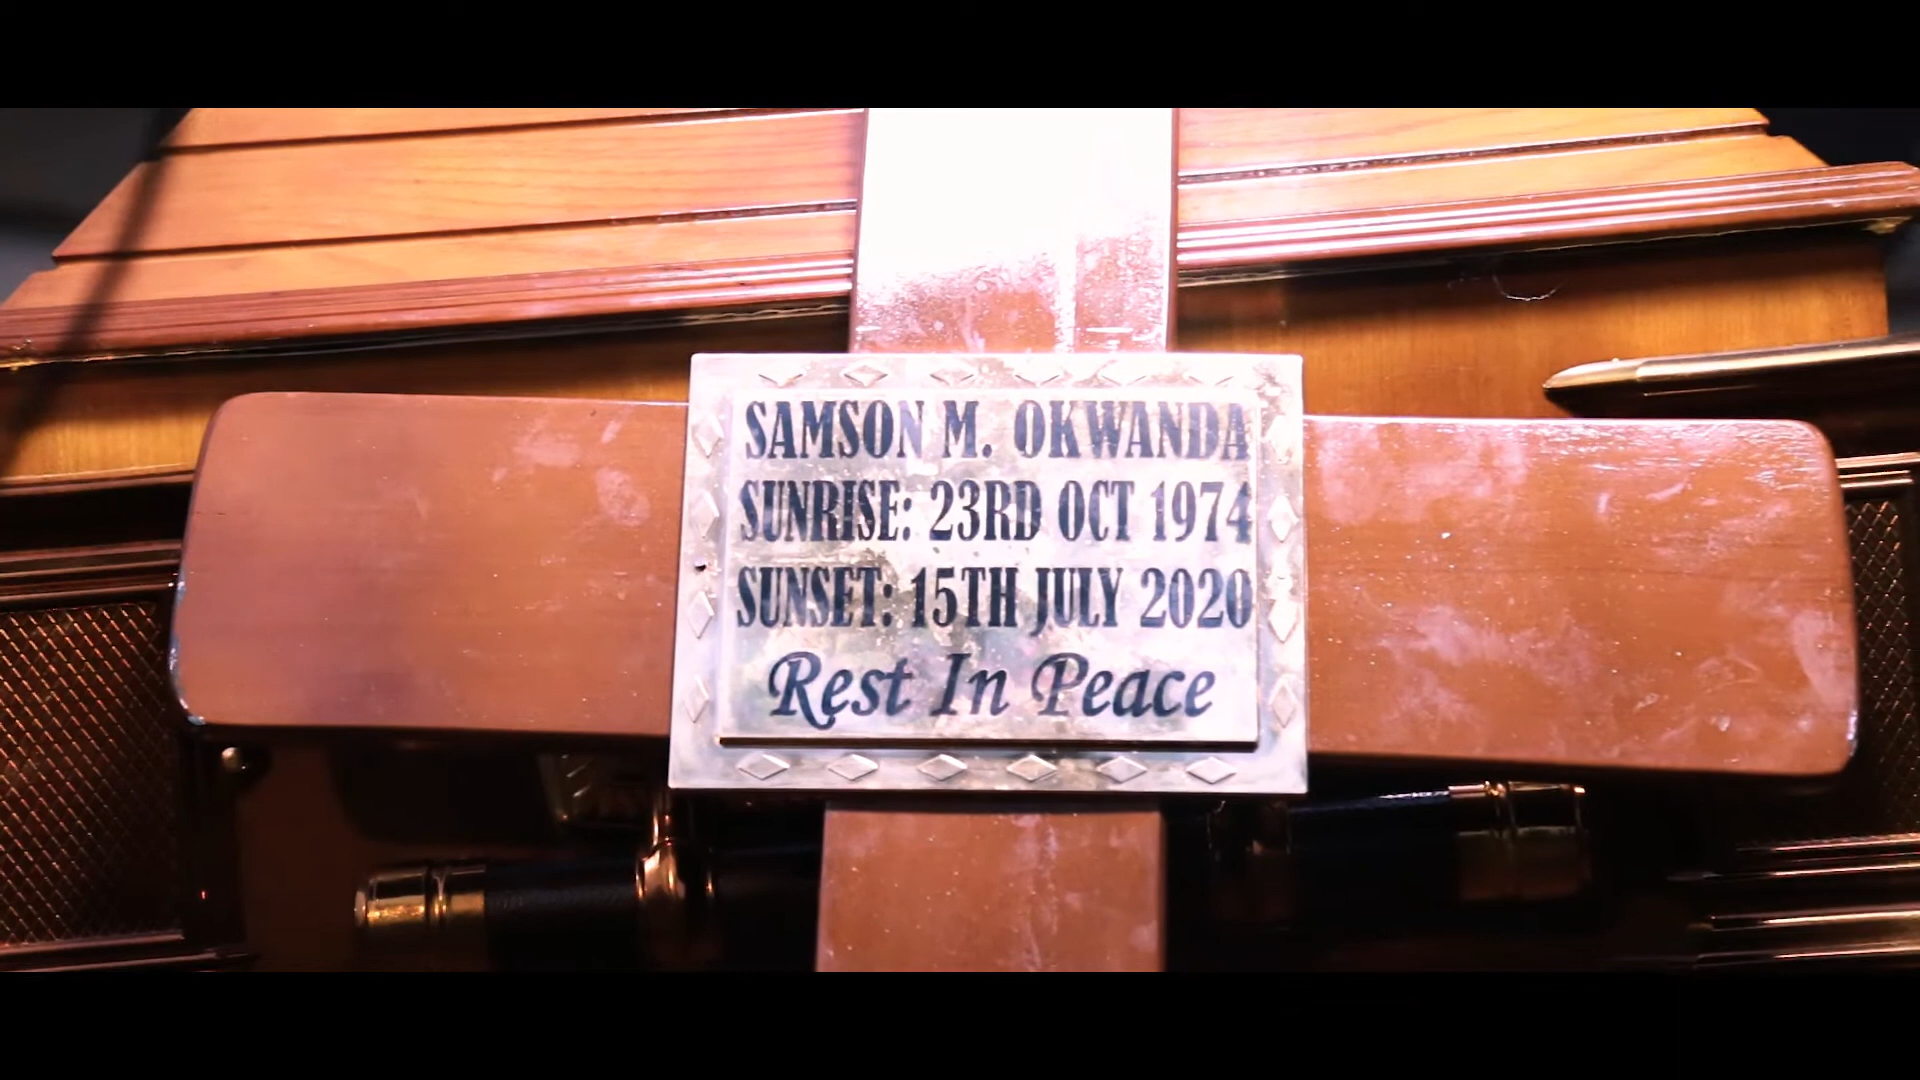 SAMSON M. OKWANDA
SUNRISE: 23RD OCT 1974
SUNSET: 15TH JULY 2020
Rest In Peace